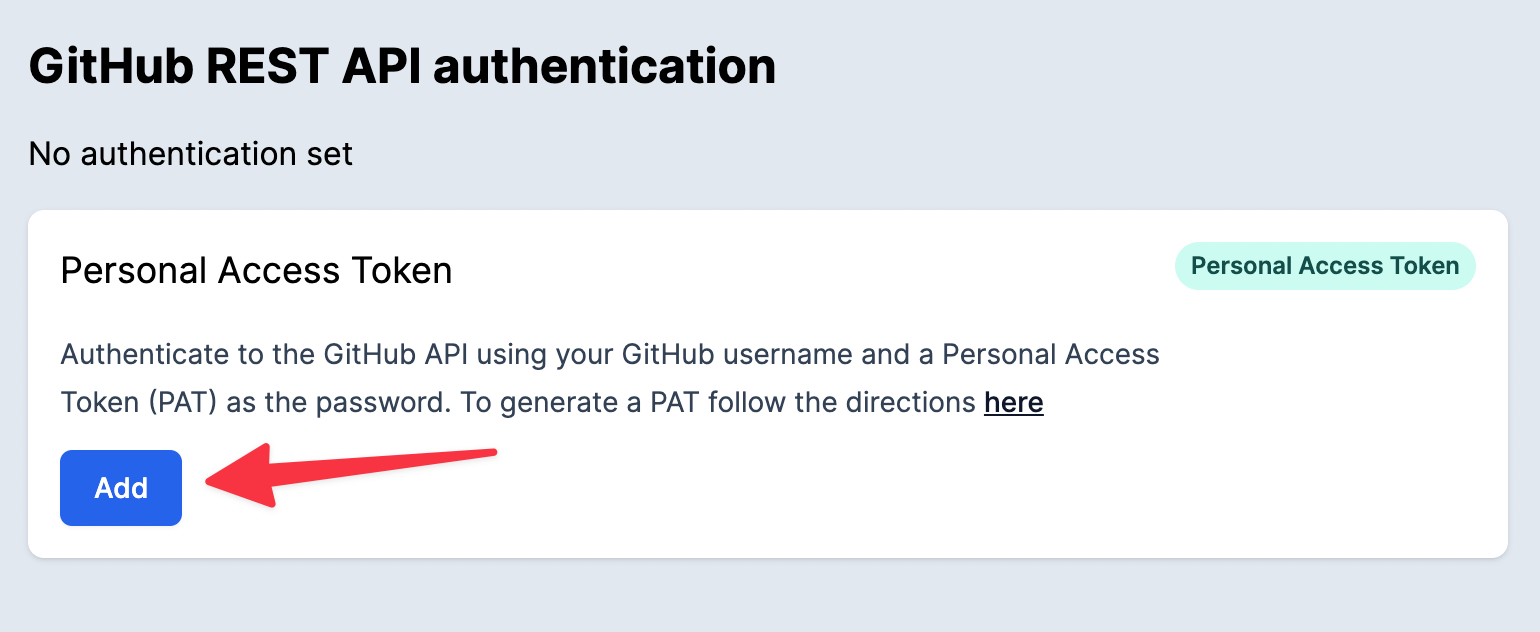 GitHub REST API authentication
No authentication set
Personal Access Token
Personal Access Token
Authenticate to the GitHub API using your GitHub username and a Personal Access
Token (PAT) as the password. To generate a PAT follow the directions here
Add